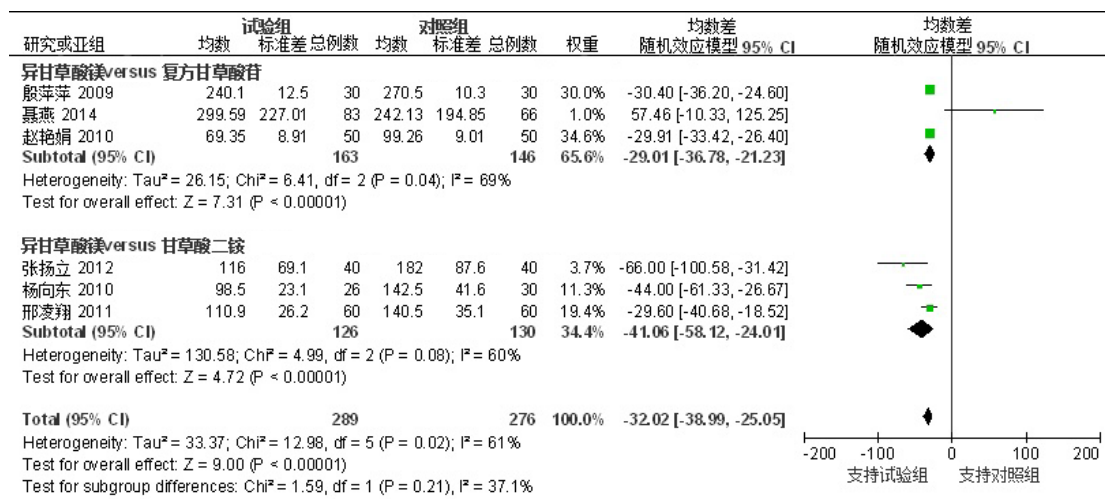 试验组 对照组 均数差 均数差
研究或亚组 均数 标准差 总例数 均数 标准差 总例数 权重 随机效应模型 95% CI 随机效应模型 95% CI
异甘草酸镁versus 复方甘草酸苷
殷萍萍 2009 240.1 12.5 30 270.5 10.3 30 30.0% -30.40 [-36.20, -24.60]
聂燕 2014 299.59 227.01 83 242.13 194.85 66 1.0% 57.46 [-10.33, 125.25]
赵艳娟 2010 69.35 8.91 50 99.26 9.01 50 34.6% -29.91 [-33.42, -26.40]
Subtotal (95% CI) 163 146 65.6% -29.01 [-36.78, -21.23]
Heterogeneity: Tau² = 26.15; Chi² = 6.41, df = 2 (P = 0.04); I² = 69%
Test for overall effect: Z = 7.31 (P < 0.00001)
异甘草酸镁versus 甘草酸二铵
张扬立 2012 116 69.1 40 182 87.6 40 3.7% -66.00 [-100.58, -31.42]
杨向东 2010 98.5 23.1 26 142.5 41.6 30 11.3% -44.00 [-61.33, -26.67]
邢凌翔 2011 110.9 26.2 60 140.5 35.1 60 19.4% -29.60 [-40.68, -18.52]
Subtotal (95% CI) 126 130 34.4% -41.06 [-58.12, -24.01]
Heterogeneity: Tau² = 130.58; Chi² = 4.99, df = 2 (P = 0.08); I² = 60%
Test for overall effect: Z = 4.72 (P < 0.00001)
Total (95% CI) 289 276 100.0% -32.02 [-38.99, -25.05]
Heterogeneity: Tau² = 33.37; Chi² = 12.98, df = 5 (P = 0.02); I² = 61%
Test for overall effect: Z = 9.00 (P < 0.00001)
Test for subgroup differences: Chi² = 1.59, df = 1 (P = 0.21), I² = 37.1%
-200 -100 0 100 200
支持试验组 支持对照组